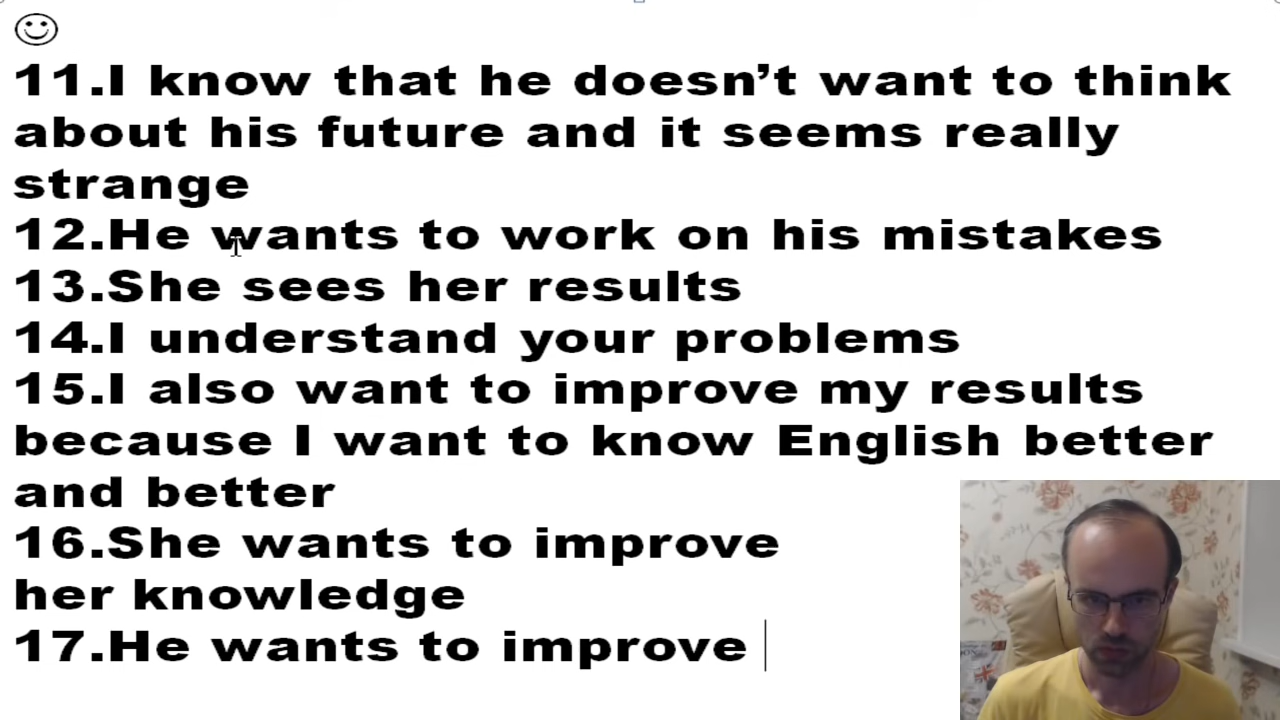 11.I know that he doesn’t want to think
about his future and it seems really
strange
12.He wants to work on his mistakes
13.She sees her results
14.I understand your problems
15.I also want to improve my results
because I want to know English better
and better
16.She wants to improve
her knowledge
17.He wants to improve